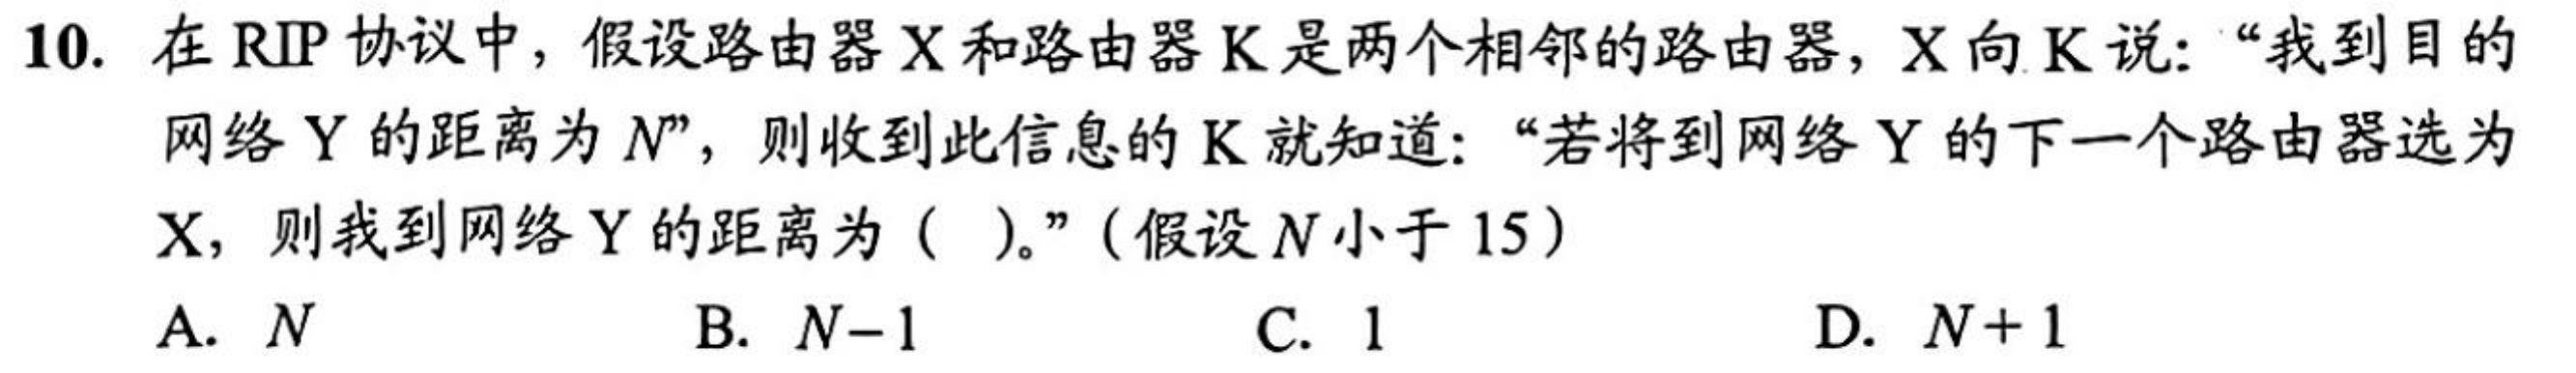 10. 在 RIP 协议中，假设路由器 X 和路由器 K 是两个相邻的路由器，X 向 K 说：“我到目的
网络 Y 的距离为 N”，则收到此信息的 K 就知道：“若将到网络 Y 的下一个路由器选为
X，则我到网络 Y 的距离为（ ）。”（假设 N 小于 15）
A. N B. N−1 C. 1 D. N+1